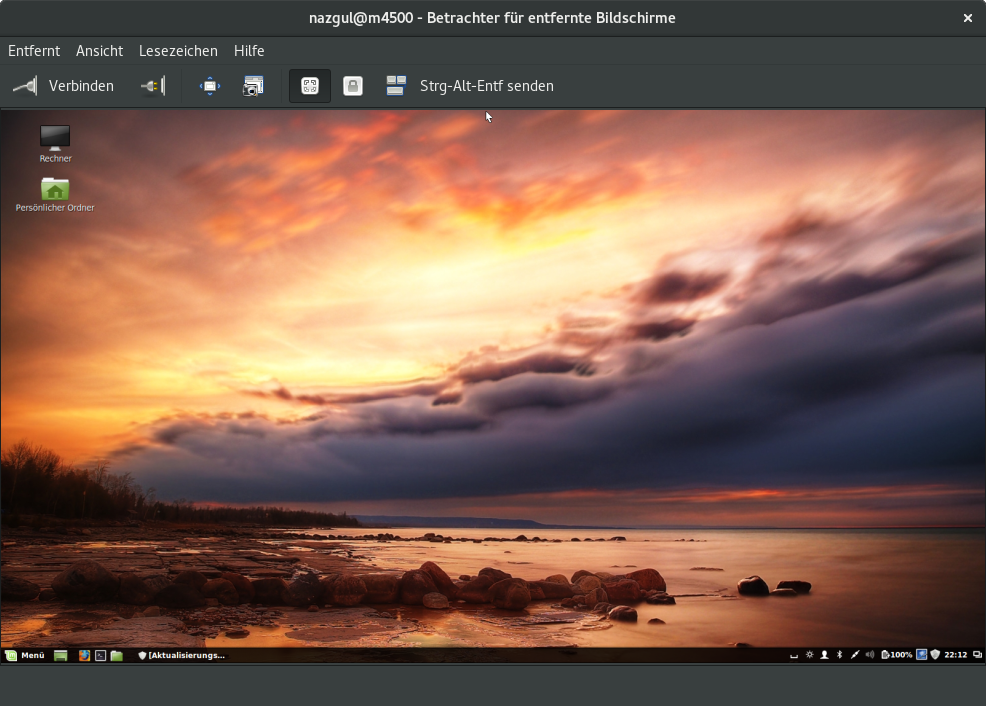 nazgul@m4500 - Betrachter für entfernte Bildschirme
Entfernt Ansicht Lesezeichen Hilfe
Verbinden Strg-Alt-Entf senden
Rechner
Persönlicher Ordner
Menü [Aktualisierungs... 100% 22:12